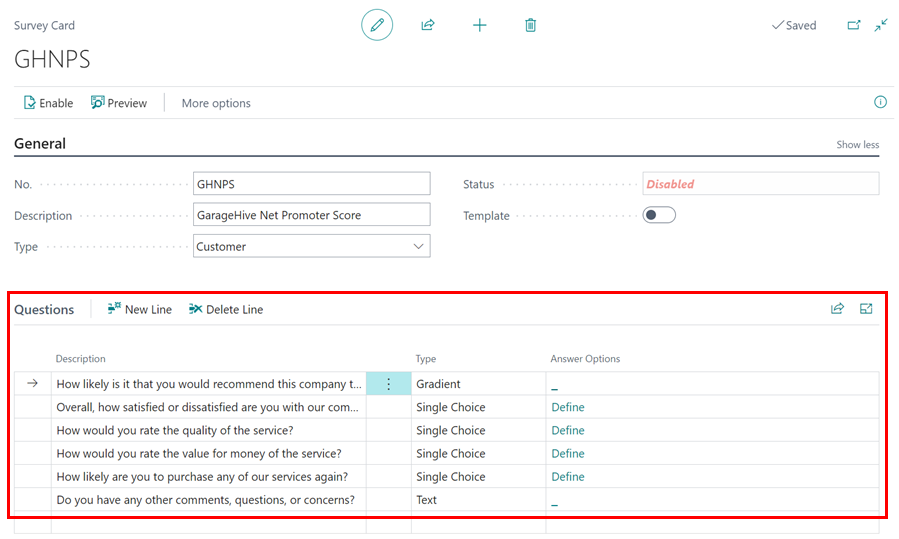 Survey Card
Saved
GHNPS
Enable Preview More options
General Show less
No. GHNPS Status Disabled
Description GarageHive Net Promoter Score Template
Type Customer
Questions New Line Delete Line
Description Type Answer Options
How likely is it that you would recommend this company t... Gradient _
Overall, how satisfied or dissatisfied are you with our com... Single Choice Define
How would you rate the quality of the service? Single Choice Define
How would you rate the value for money of the service? Single Choice Define
How likely are you to purchase any of our services again? Single Choice Define
Do you have any other comments, questions, or concerns? Text _